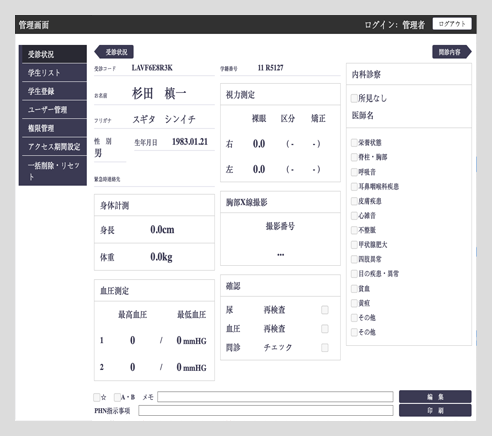 管理画面
ログイン：管理者 ログアウト
受診状況
学生リスト
学生登録
ユーザー管理
権限管理
アクセス期間設定
一括削除・リセット
受診状況
問診内容
受診コード LAVF6E8R3K
学籍番号 11 R5127
お名前 杉田 槙一
フリガナ スギタ シンイチ
性 別 男
生年月日 1983.01.21
緊急時連絡先
身体計測
身長 0.0cm
体重 0.0kg
血圧測定
最高血圧 最低血圧
1 0 / 0 mmHG
2 0 / 0 mmHG
視力測定
裸眼 区分 矯正
右 0.0 ( - - )
左 0.0 ( - - )
胸部X線撮影
撮影番号
...
確認
尿 再検査
血圧 再検査
問診 チェック
内科診察
所見なし
医師名
栄養状態
脊柱・胸部
呼吸音
耳鼻咽喉科疾患
皮膚疾患
心雑音
不整脈
甲状腺肥大
四肢異常
目の疾患・異常
貧血
黄疸
その他
その他
☆ A・B メモ
編 集
PHN指示事項
印 刷